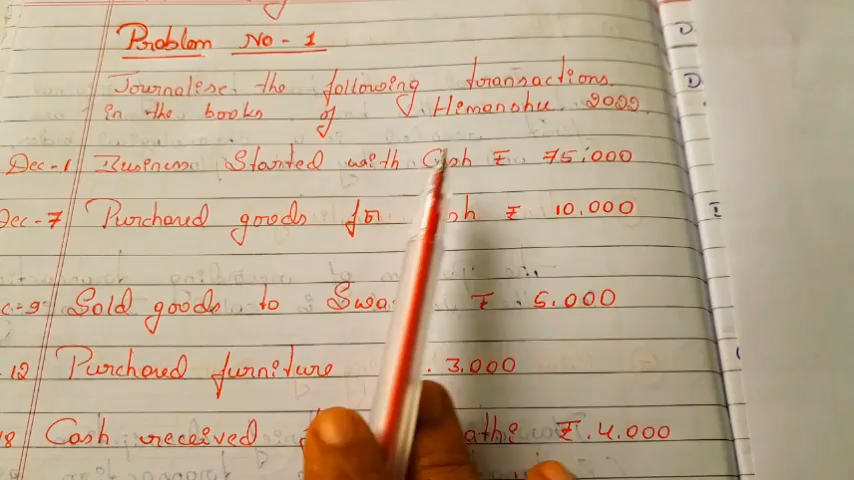 Problem No - 1
Journalise the following transactions
in the books of Himanshu. 2022
Dec-1 Business Started with Cash ₹ 75,000
Dec-7 Purchased goods for ₹ 10.000
Sold goods to ₹ 5.000
12 Purchased furniture 3.000
18 Cash received ₹ 4.000